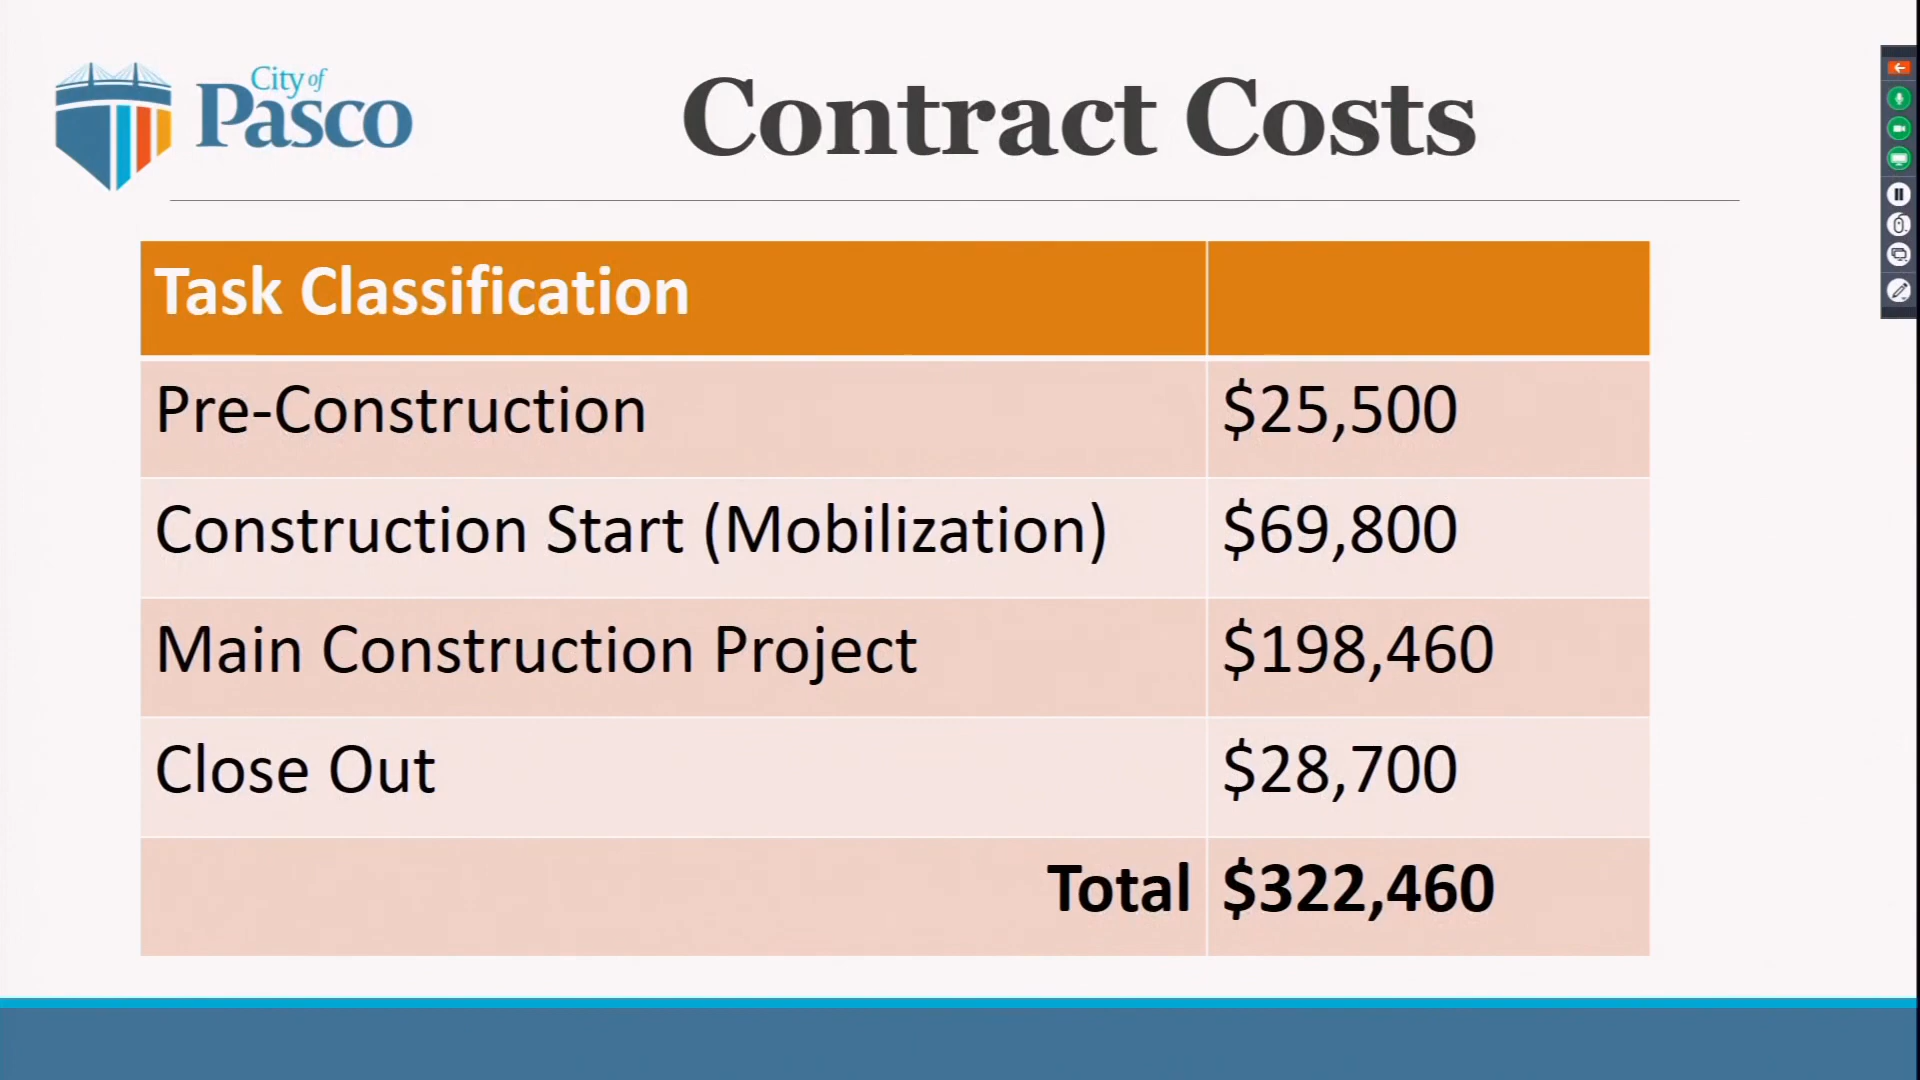 City of
Pasco
Contract Costs
Task Classification
Pre-Construction $25,500
Construction Start (Mobilization) $69,800
Main Construction Project $198,460
Close Out $28,700
Total $322,460